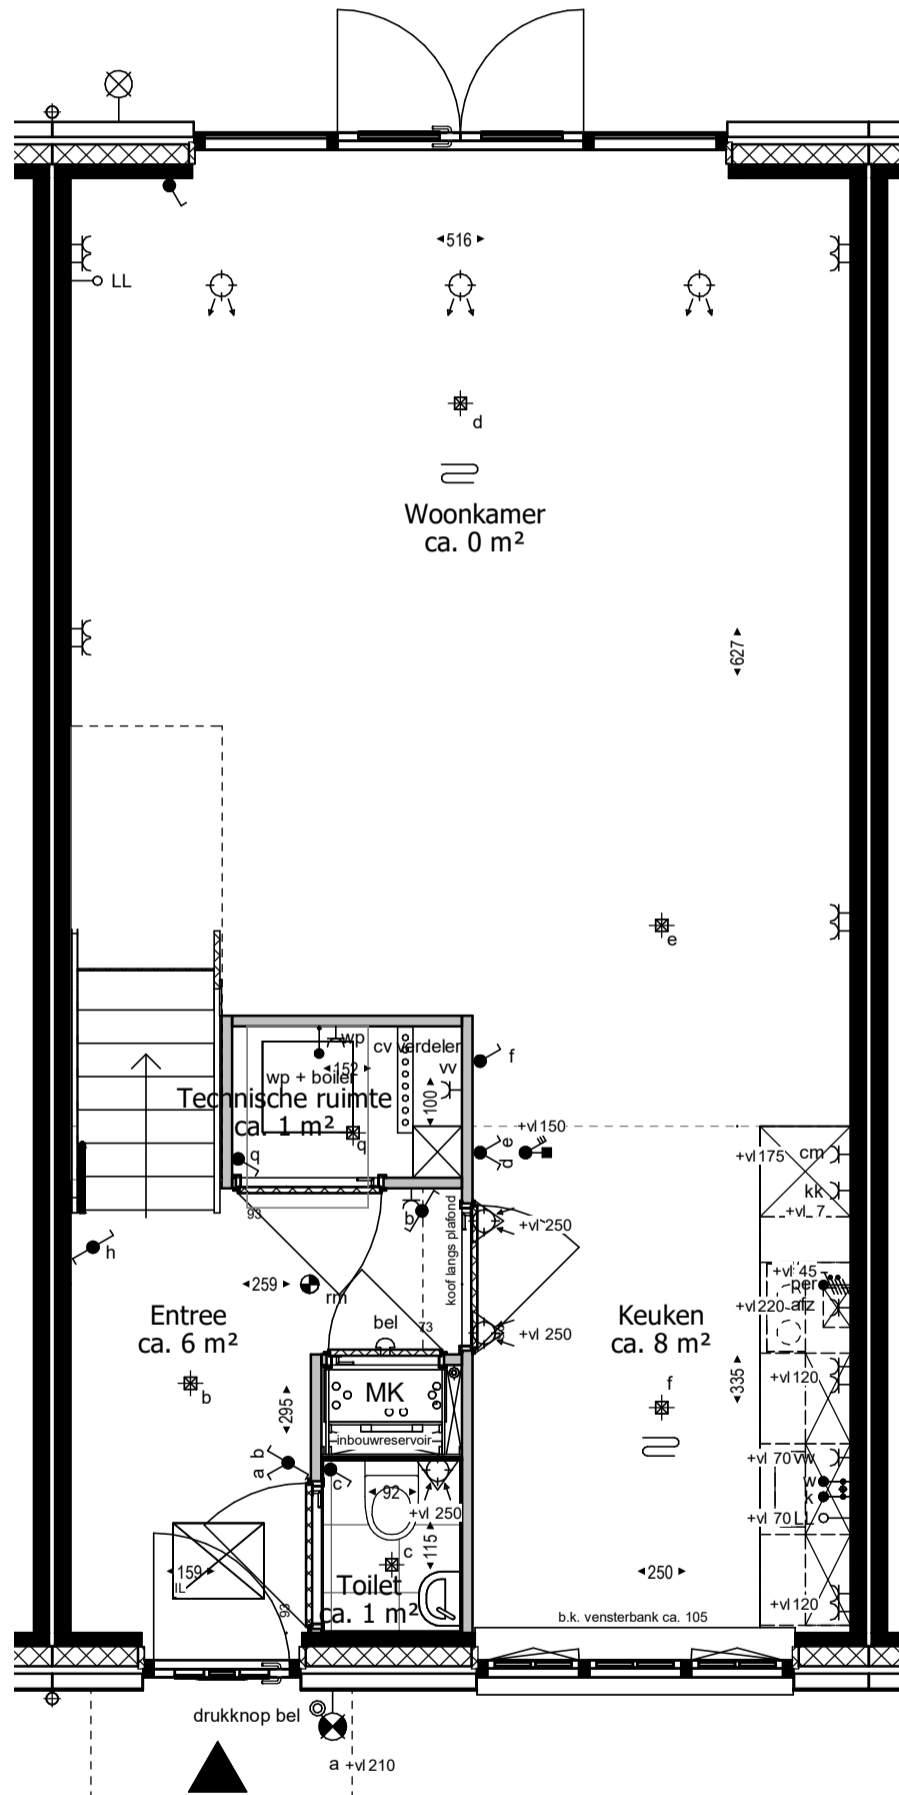 516
LL
d
Woonkamer
ca. 0 m²
627
e
wp
cv verdeler
152
wp + boiler
vv
100
f
Technische ruimte
ca. 1 m²
q
q
e
d
+vl 150
+vl 175
cm
kk
+vl 7
93
b
koof langs plafond
+vl 250
h
259
rm
+vl 45
per
+vl 220
afz
Entree
ca. 6 m²
bel
73
+vl 250
Keuken
ca. 8 m²
b
MK
335
+vl 120
f
295
inbouwreservoir
a b
c
+vl 70
vw
w
x
92
+vl 250
+vl 70
LL
115
c
159
IL
93
Toilet
ca. 1 m²
250
+vl 120
b.k. vensterbank ca. 105
drukknop bel
a +vl 210